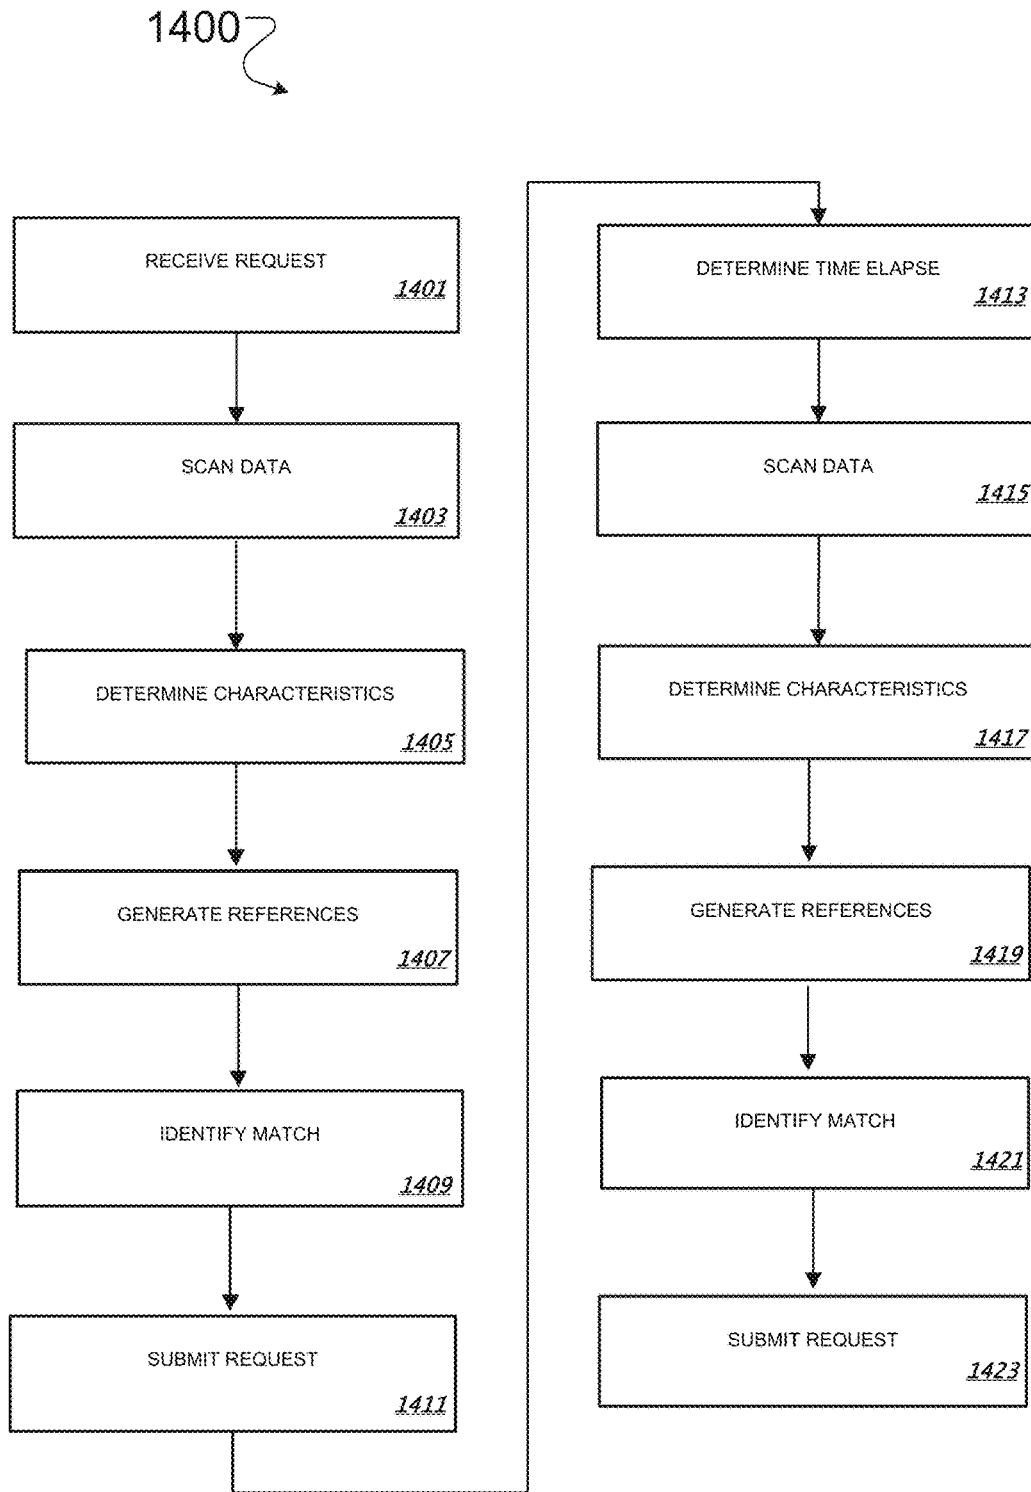 1400
RECEIVE REQUEST
1401
SCAN DATA
1403
DETERMINE CHARACTERISTICS
1405
GENERATE REFERENCES
1407
IDENTIFY MATCH
1409
SUBMIT REQUEST
1411
DETERMINE TIME ELAPSE
1413
SCAN DATA
1415
DETERMINE CHARACTERISTICS
1417
GENERATE REFERENCES
1419
IDENTIFY MATCH
1421
SUBMIT REQUEST
1423